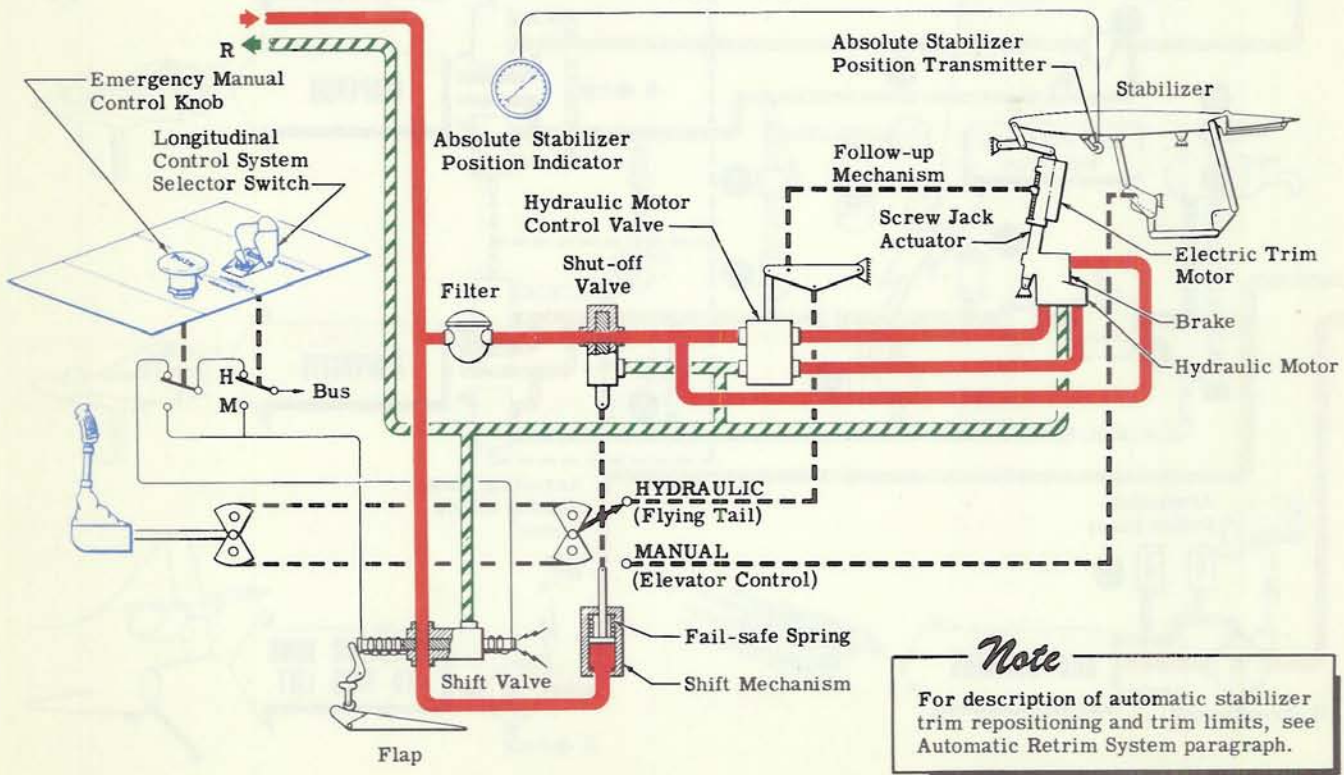 R
Emergency Manual
Control Knob
Longitudinal
Control System
Selector Switch
Absolute Stabilizer
Position Indicator
Absolute Stabilizer
Position Transmitter
Stabilizer
Follow-up
Mechanism
Hydraulic Motor
Control Valve
Screw Jack
Actuator
Electric Trim
Motor
Shut-off
Valve
Filter
Brake
Hydraulic Motor
H
M
Bus
HYDRAULIC
(Flying Tail)
MANUAL
(Elevator Control)
Fail-safe Spring
Shift Valve
Shift Mechanism
Flap
Note
For description of automatic stabilizer
trim repositioning and trim limits, see
Automatic Retrim System paragraph.